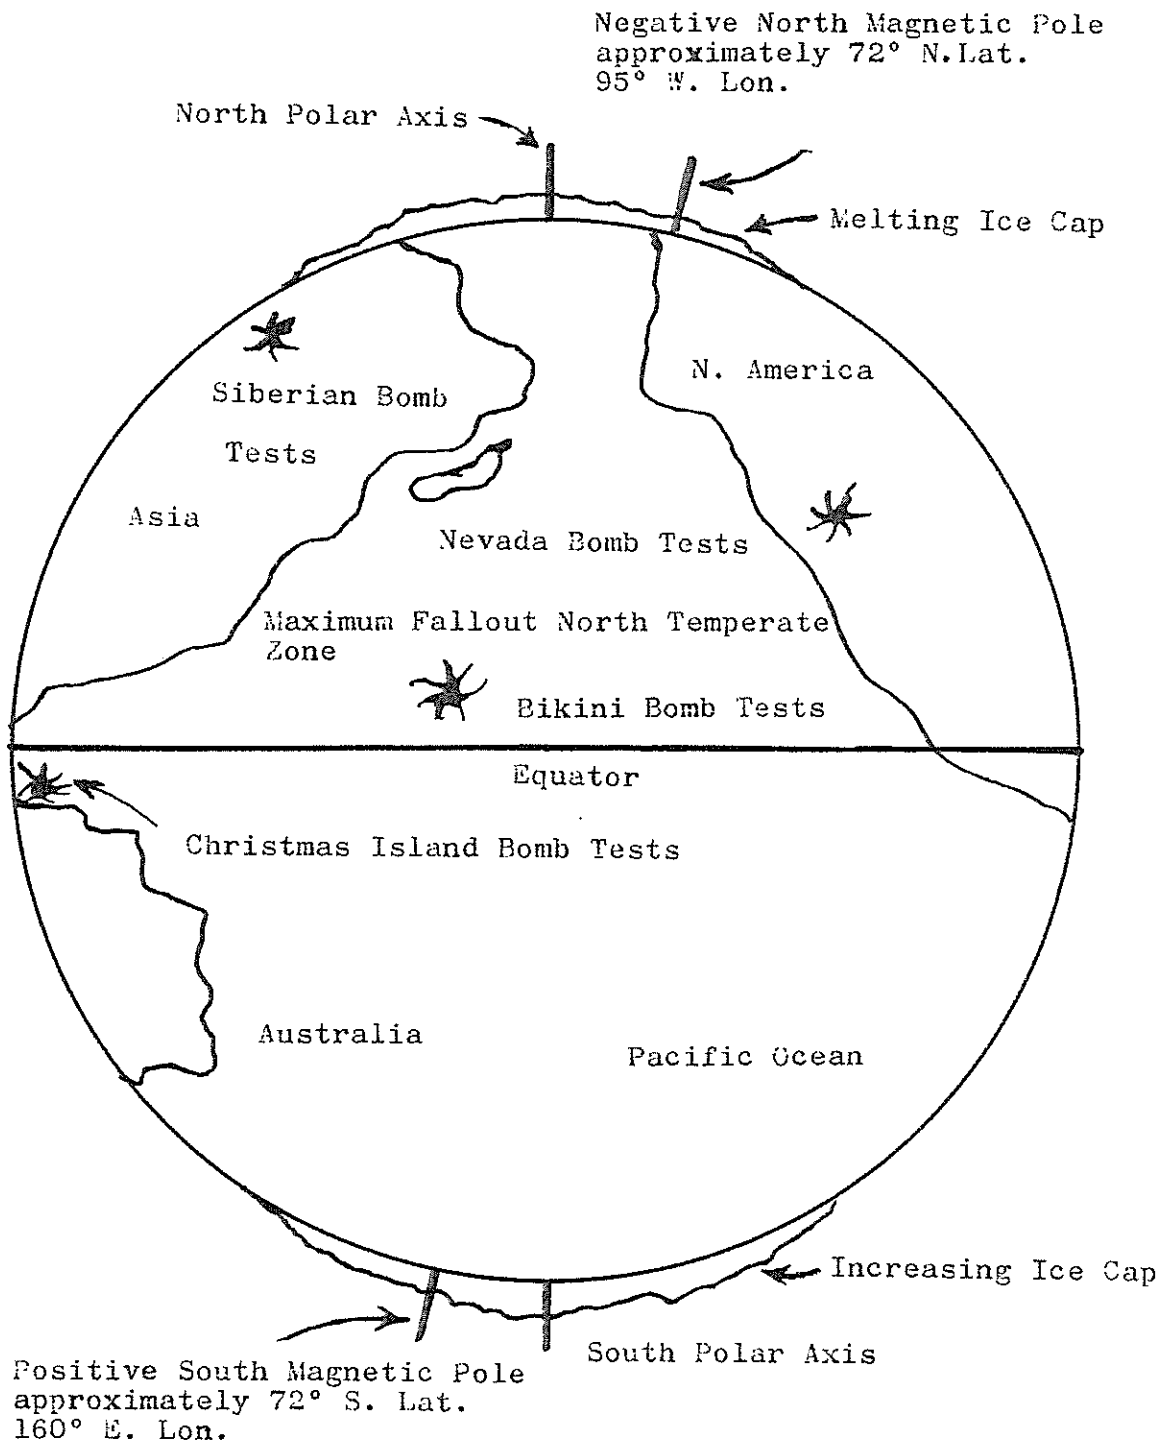 Negative North Magnetic Pole
approximately 72° N.Lat.
95° W. Lon.
North Polar Axis
Melting Ice Cap
N. America
Siberian Bomb
Tests
Asia
Nevada Bomb Tests
Maximum Fallout North Temperate
Zone
Bikini Bomb Tests
Equator
Christmas Island Bomb Tests
Australia
Pacific Ocean
Increasing Ice Cap
South Polar Axis
Positive South Magnetic Pole
approximately 72° S. Lat.
160° E. Lon.